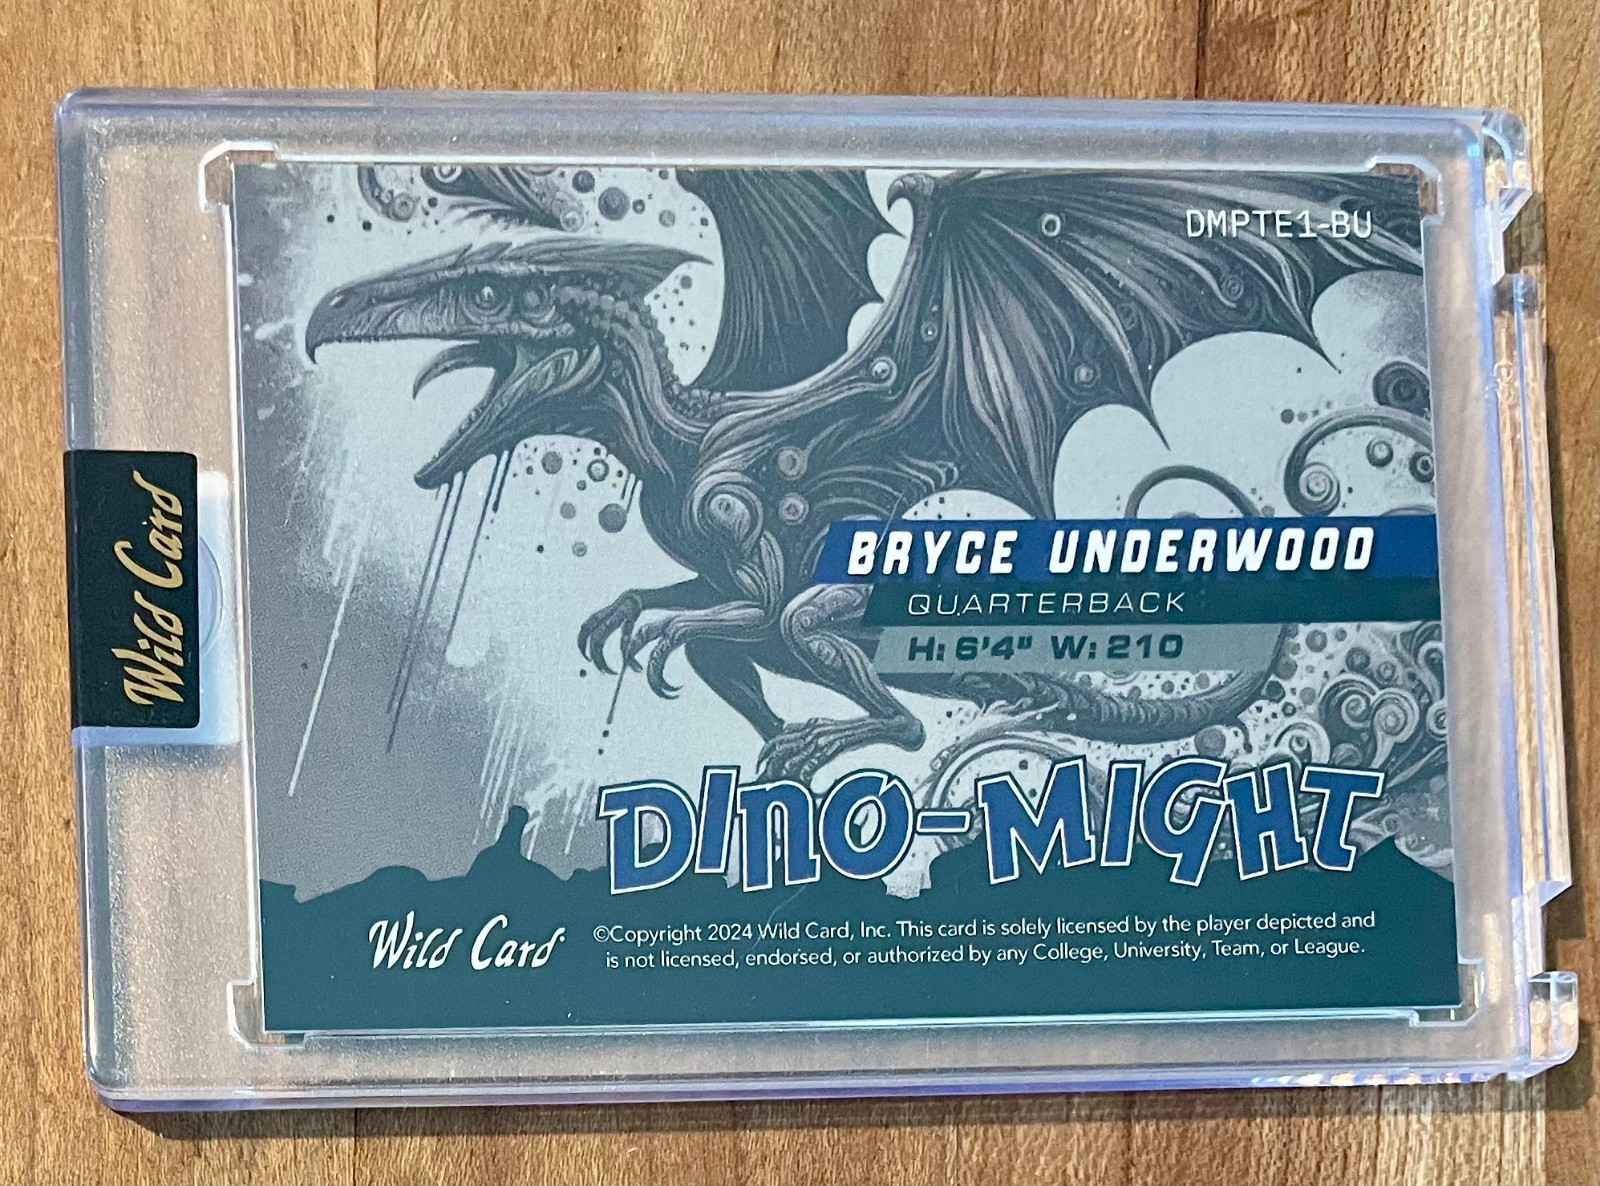 DMPTE1-BU
Wild Card
BRYCE UNDERWOOD
QUARTERBACK
H: 6'4" W: 210
DINO-MIGHT
Wild Card
©Copyright 2024 Wild Card, Inc. This card is solely licensed by the player depicted and
is not licensed, endorsed, or authorized by any College, University, Team, or League.